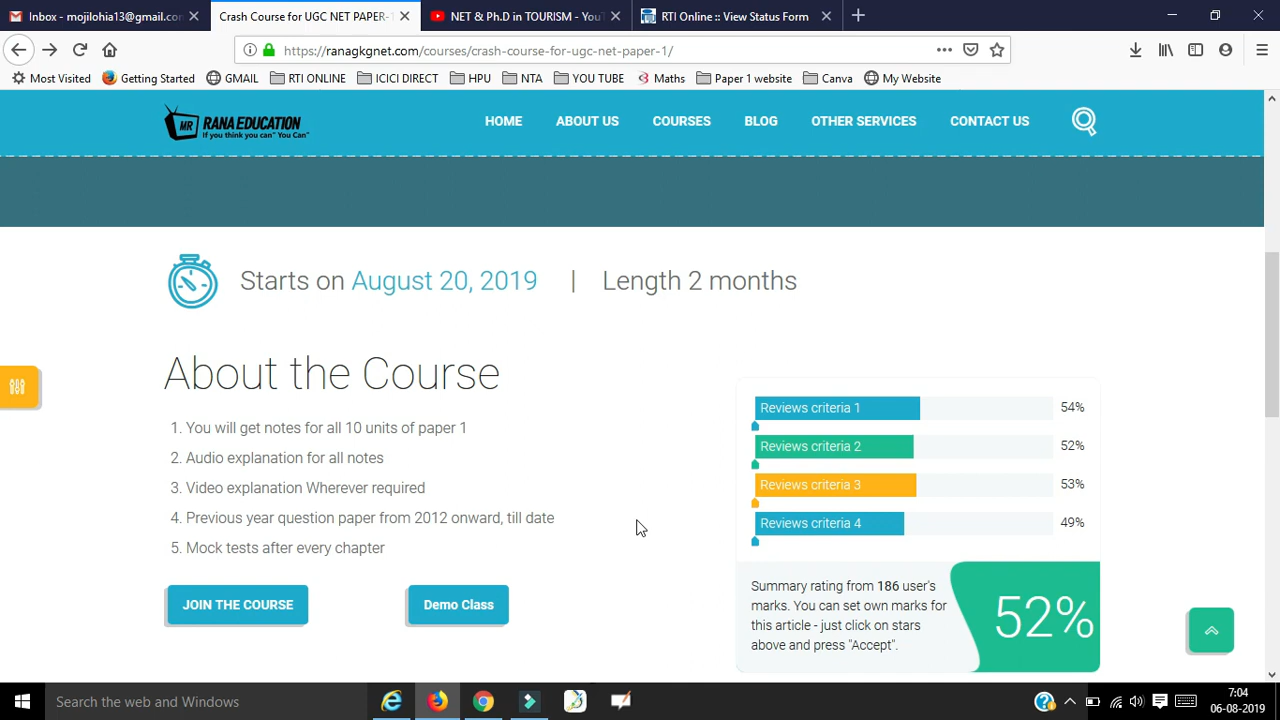 Inbox - mojilohia13@gmail.com
Crash Course for UGC NET PAPER-1
NET & Ph.D in TOURISM - YouT
RTI Online :: View Status Form
https://ranagkgnet.com/courses/crash-course-for-ugc-net-paper-1/
Most Visited
Getting Started
GMAIL
RTI ONLINE
ICICI DIRECT
HPU
NTA
YOU TUBE
Maths
Paper 1 website
Canva
My Website
MR RANA EDUCATION
If you think you can" You Can"
HOME
ABOUT US
COURSES
BLOG
OTHER SERVICES
CONTACT US
Starts on August 20, 2019 | Length 2 months
About the Course
1. You will get notes for all 10 units of paper 1
2. Audio explanation for all notes
3. Video explanation Wherever required
4. Previous year question paper from 2012 onward, till date
5. Mock tests after every chapter
JOIN THE COURSE
Demo Class
Reviews criteria 1 54%
Reviews criteria 2 52%
Reviews criteria 3 53%
Reviews criteria 4 49%
Summary rating from 186 user's
marks. You can set own marks for
this article - just click on stars
above and press "Accept".
52%
Search the web and Windows
7:04
06-08-2019